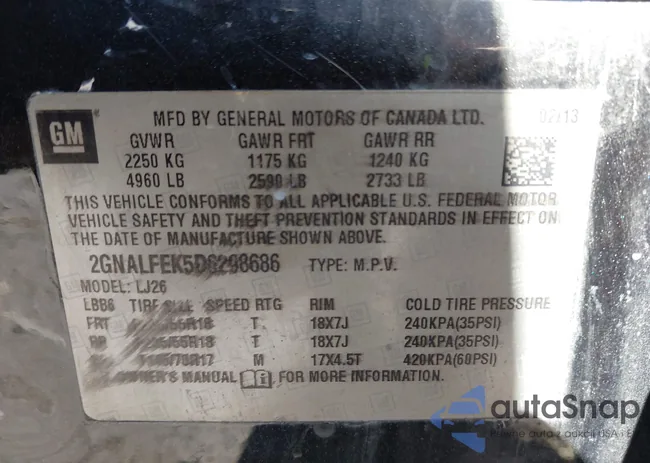 GM
MFD BY GENERAL MOTORS OF CANADA LTD. 02/13
GVWR GAWR FRT GAWR RR
2250 KG 1175 KG 1240 KG
4960 LB 2590 LB 2733 LB
THIS VEHICLE CONFORMS TO ALL APPLICABLE U.S. FEDERAL MOTOR
VEHICLE SAFETY AND THEFT PREVENTION STANDARDS IN EFFECT ON
THE DATE OF MANUFACTURE SHOWN ABOVE.
2GNALFEK5D6298686 TYPE: M.P.V.
MODEL: LJ26
LBB6 TIRE SIZE SPEED RTG RIM COLD TIRE PRESSURE
FRT T 18X7J 240KPA(35PSI)
T 18X7J 240KPA(35PSI)
M 17X4.5T 420KPA(60PSI)
OWNER'S MANUAL FOR MORE INFORMATION.
autoSnap